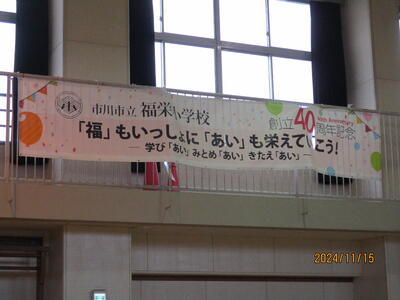 市川市立 福栄小学校
創立40周年記念
40th Anniversary
「福」もいっしょに「あい」も栄えていこう!
― 学び「あい」みとめ「あい」きたえ「あい」―
2024/11/15